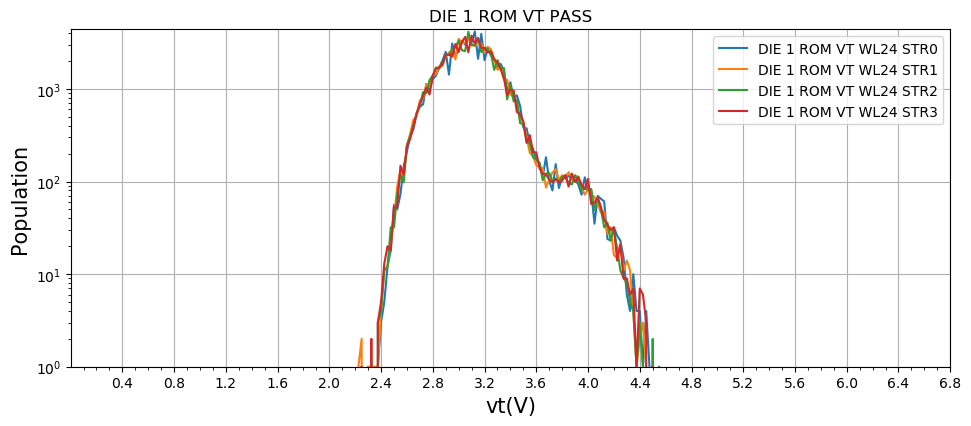 DIE 1 ROM VT PASS
DIE 1 ROM VT WL24 STR0
DIE 1 ROM VT WL24 STR1
DIE 1 ROM VT WL24 STR2
DIE 1 ROM VT WL24 STR3
Population
10³
10²
10¹
10⁰
0.4 0.8 1.2 1.6 2.0 2.4 2.8 3.2 3.6 4.0 4.4 4.8 5.2 5.6 6.0 6.4 6.8
vt(V)